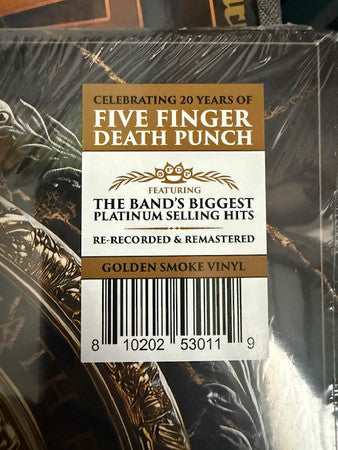 CELEBRATING 20 YEARS OF
FIVE FINGER
DEATH PUNCH
5FDP
FEATURING
THE BAND'S BIGGEST
PLATINUM SELLING HITS
RE-RECORDED & REMASTERED
GOLDEN SMOKE VINYL
8 10202 53011 9